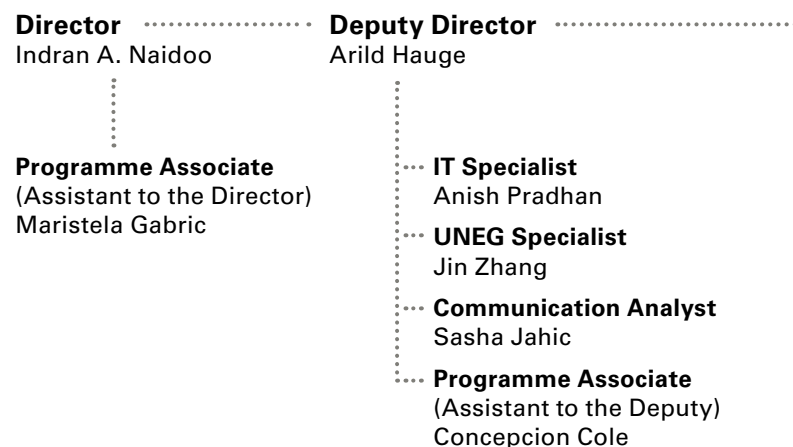 Director
Indran A. Naidoo
Programme Associate
(Assistant to the Director)
Maristela Gabric
Deputy Director
Arild Hauge
IT Specialist
Anish Pradhan
UNEG Specialist
Jin Zhang
Communication Analyst
Sasha Jahic
Programme Associate
(Assistant to the Deputy)
Concepcion Cole